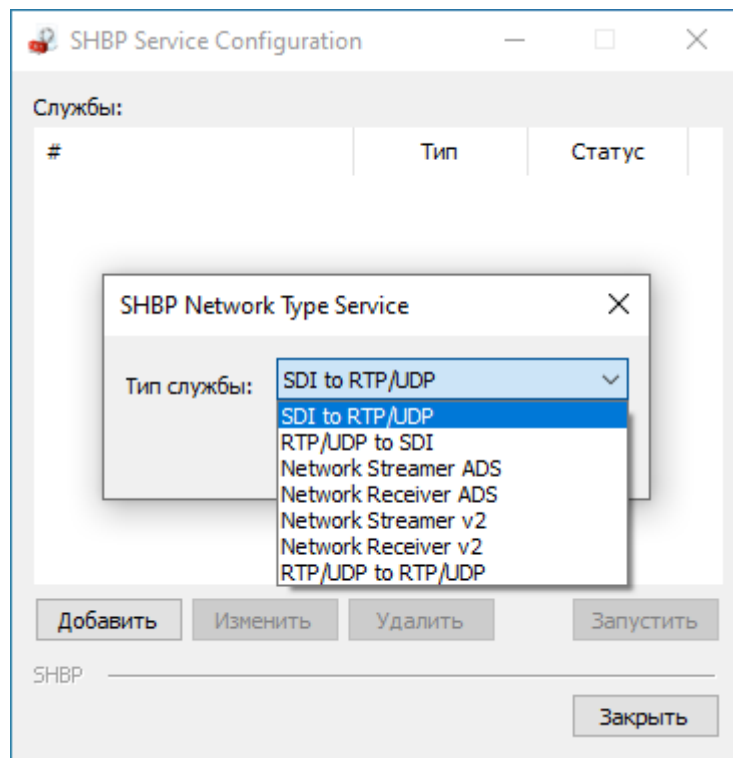 SHBP Service Configuration
Службы:
# Тип Статус
SHBP Network Type Service
Тип службы: SDI to RTP/UDP
SDI to RTP/UDP
RTP/UDP to SDI
Network Streamer ADS
Network Receiver ADS
Network Streamer v2
Network Receiver v2
RTP/UDP to RTP/UDP
Добавить Изменить Удалить Запустить
SHBP
Закрыть